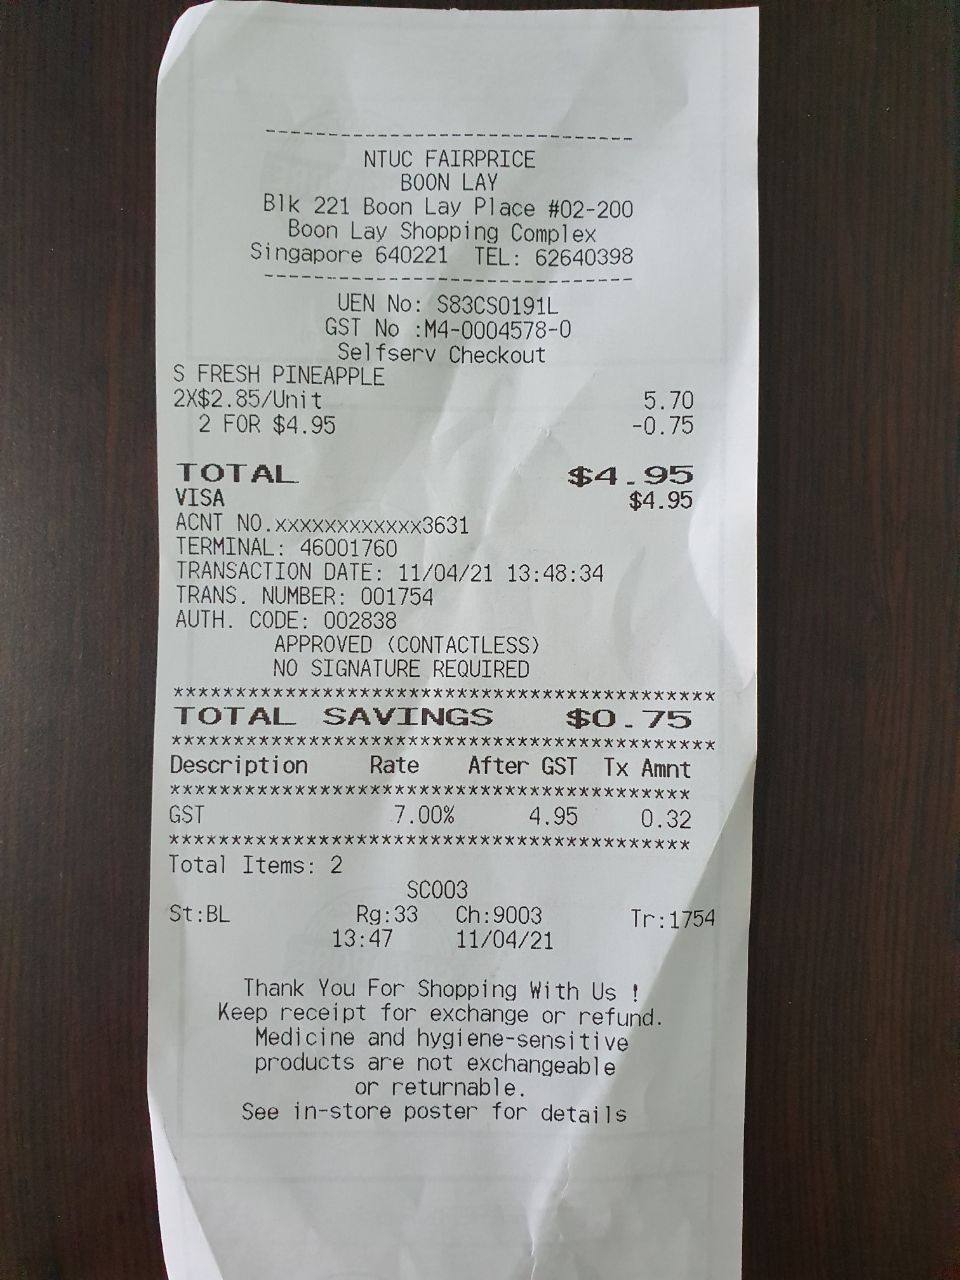 ------------------------------
NTUC FAIRPRICE
BOON LAY
Blk 221 Boon Lay Place #02-200
Boon Lay Shopping Complex
Singapore 640221  TEL: 62640398
------------------------------
UEN No: S83CS0191L
GST No :M4-0004578-0
Selfserv Checkout
S FRESH PINEAPPLE
2X$2.85/Unit 5.70
2 FOR $4.95 -0.75
TOTAL $4.95
VISA $4.95
ACNT NO.xxxxxxxxxxxx3631
TERMINAL: 46001760
TRANSACTION DATE: 11/04/21 13:48:34
TRANS. NUMBER: 001754
AUTH. CODE: 002838
APPROVED (CONTACTLESS)
NO SIGNATURE REQUIRED
********************************************
TOTAL SAVINGS $0.75
********************************************
Description Rate After GST Tx Amnt
******************************************
GST 7.00% 4.95 0.32
******************************************
Total Items: 2
SC003
St:BL Rg:33 Ch:9003 Tr:1754
13:47 11/04/21
Thank You For Shopping With Us !
Keep receipt for exchange or refund.
Medicine and hygiene-sensitive
products are not exchangeable
or returnable.
See in-store poster for details